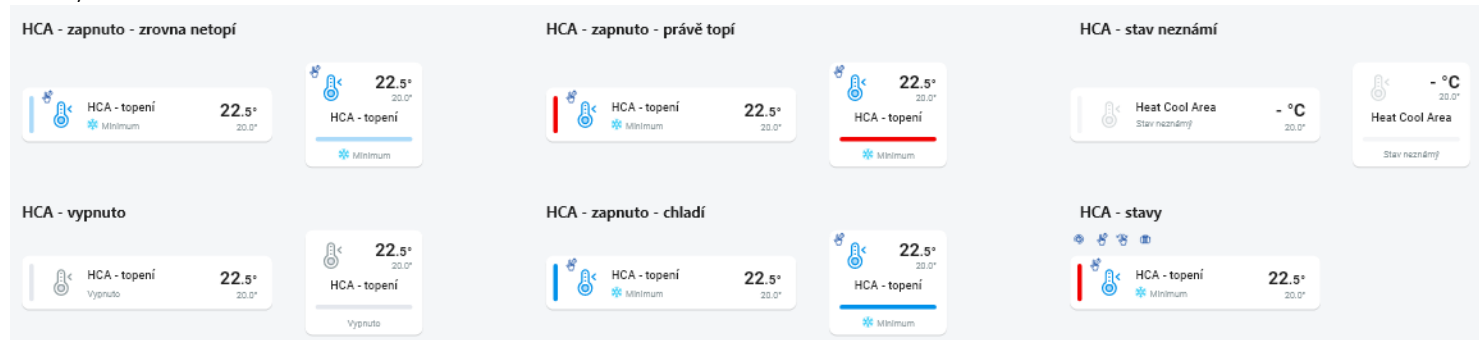 HCA - zapnuto - zrovna netopí
HCA - topení
Minimum
22.5°
20.0°
22.5°
20.0°
HCA - topení
Minimum
HCA - zapnuto - právě topí
HCA - topení
Minimum
22.5°
20.0°
22.5°
20.0°
HCA - topení
Minimum
HCA - stav neznámí
Heat Cool Area
Stav neznámý
- °C
20.0°
- °C
20.0°
Heat Cool Area
Stav neznámý
HCA - vypnuto
HCA - topení
Vypnuto
22.5°
20.0°
22.5°
20.0°
HCA - topení
Vypnuto
HCA - zapnuto - chladí
HCA - topení
Minimum
22.5°
20.0°
22.5°
20.0°
HCA - topení
Minimum
HCA - stavy
HCA - topení
Minimum
22.5°
20.0°